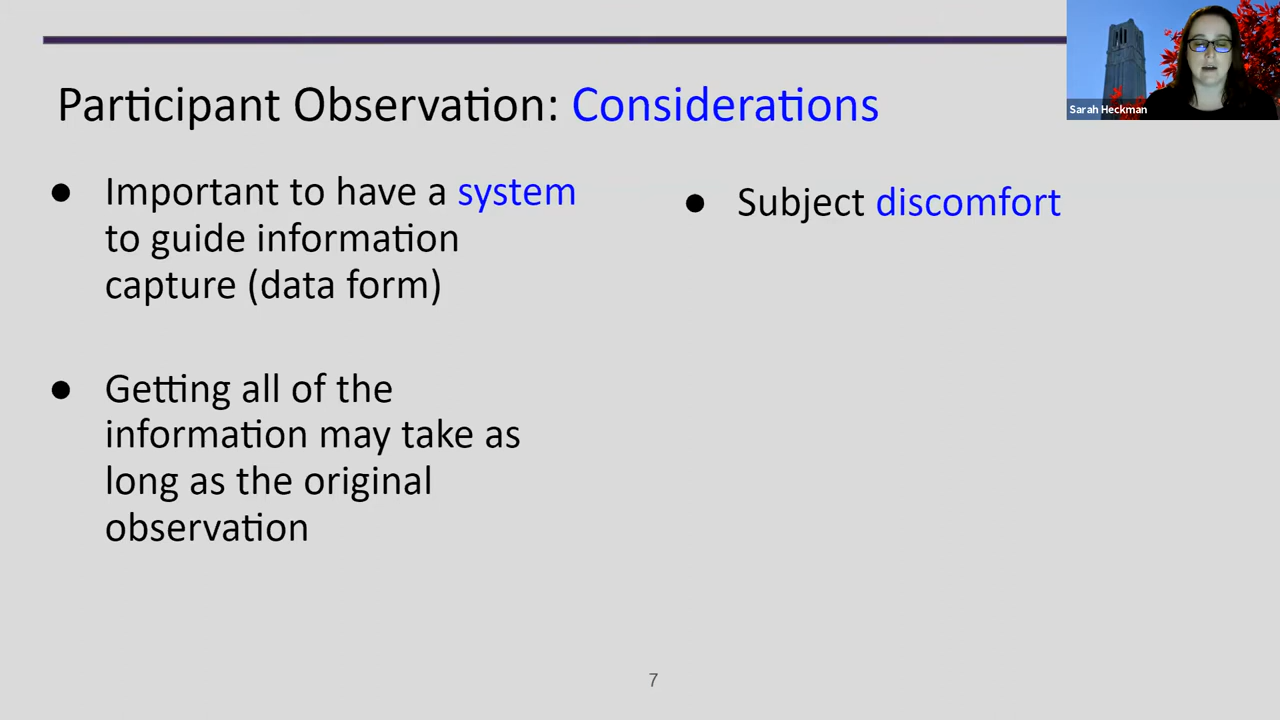 Participant Observation: Considerations
Sarah Heckman
● Important to have a system
to guide information
capture (data form)
● Getting all of the
information may take as
long as the original
observation
● Subject discomfort
7